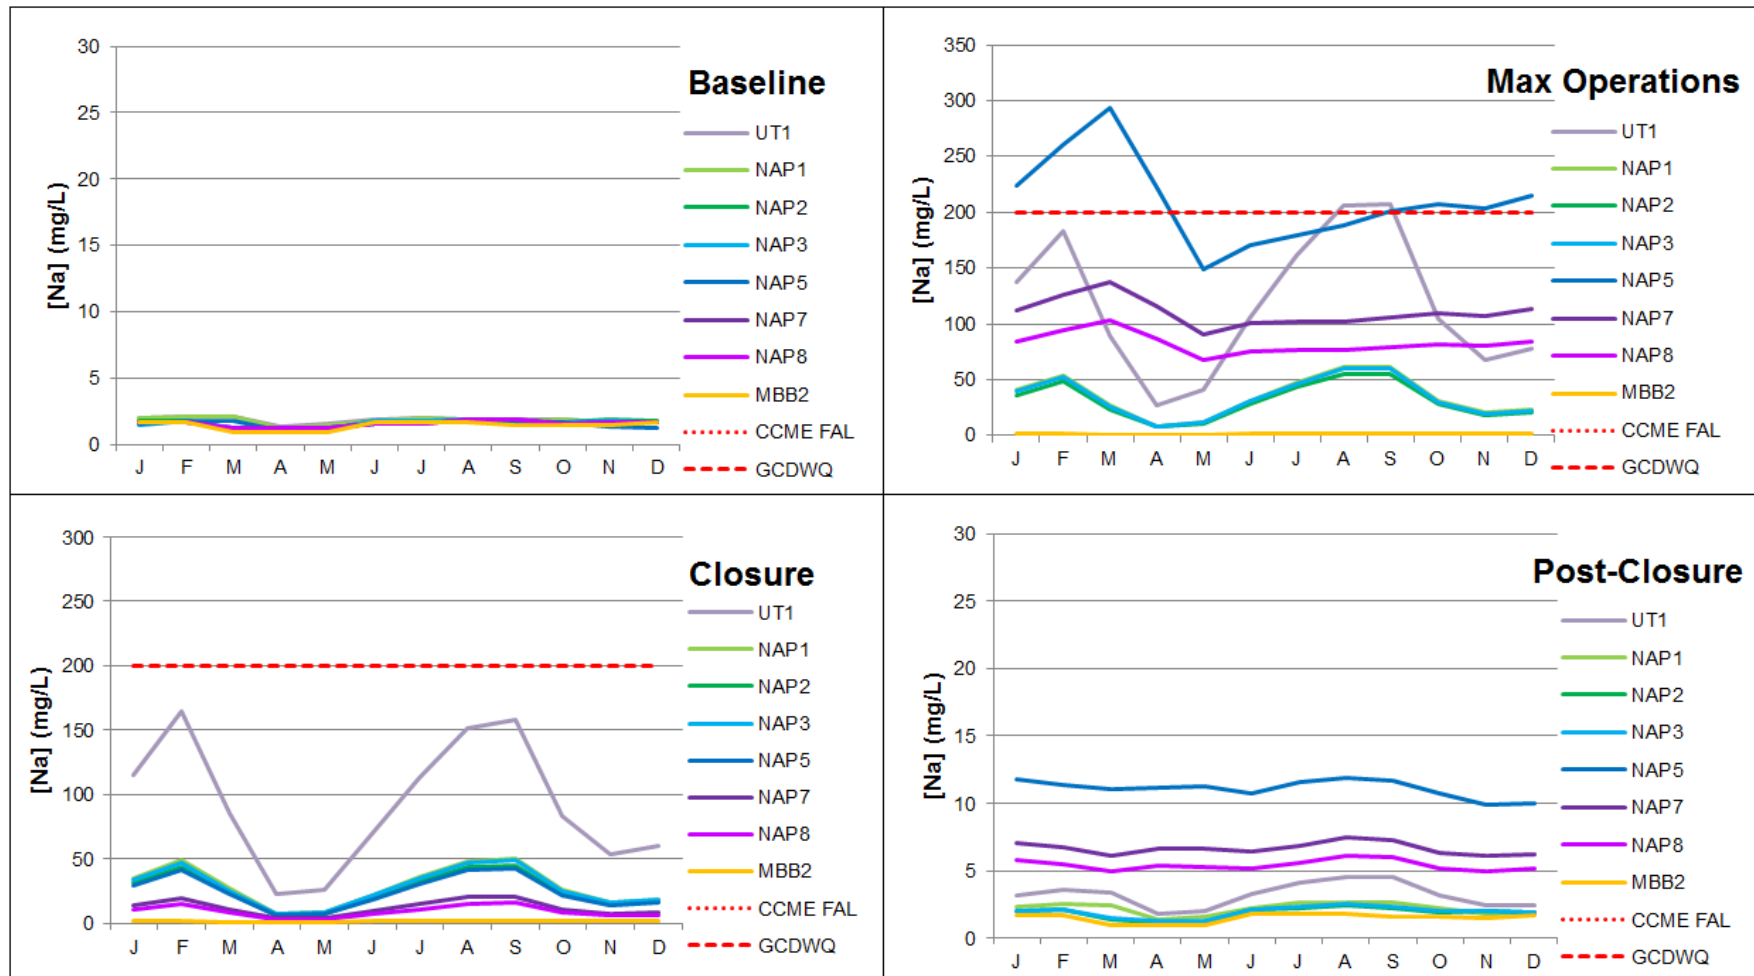 Baseline
[Na] (mg/L)
30
25
20
15
10
5
0
J F M A M J J A S O N D
UT1
NAP1
NAP2
NAP3
NAP5
NAP7
NAP8
MBB2
CCME FAL
GCDWQ
Max Operations
[Na] (mg/L)
350
300
250
200
150
100
50
0
J F M A M J J A S O N D
UT1
NAP1
NAP2
NAP3
NAP5
NAP7
NAP8
MBB2
CCME FAL
GCDWQ
Closure
[Na] (mg/L)
300
250
200
150
100
50
0
J F M A M J J A S O N D
UT1
NAP1
NAP2
NAP3
NAP5
NAP7
NAP8
MBB2
CCME FAL
GCDWQ
Post-Closure
[Na] (mg/L)
30
25
20
15
10
5
0
J F M A M J J A S O N D
UT1
NAP1
NAP2
NAP3
NAP5
NAP7
NAP8
MBB2
CCME FAL
GCDWQ